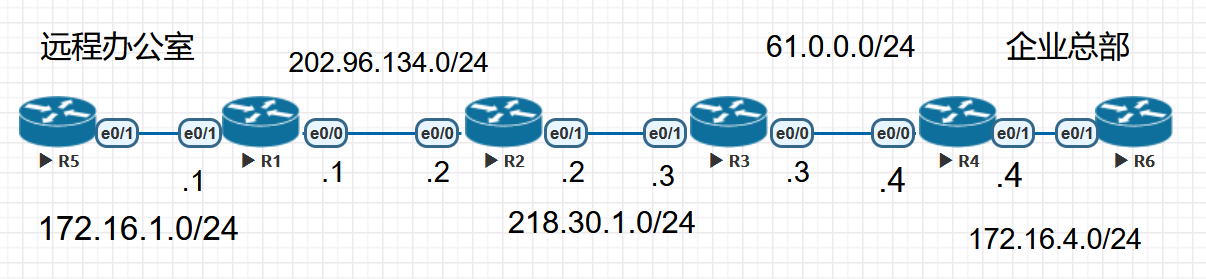 远程办公室
202.96.134.0/24
61.0.0.0/24
企业总部
e0/1
e0/1
e0/0
e0/0
e0/1
e0/1
e0/0
e0/0
e0/1
e0/1
R5
R1
R2
R3
R4
R6
.1
.1
.2
.2
.3
.3
.4
.4
172.16.1.0/24
218.30.1.0/24
172.16.4.0/24